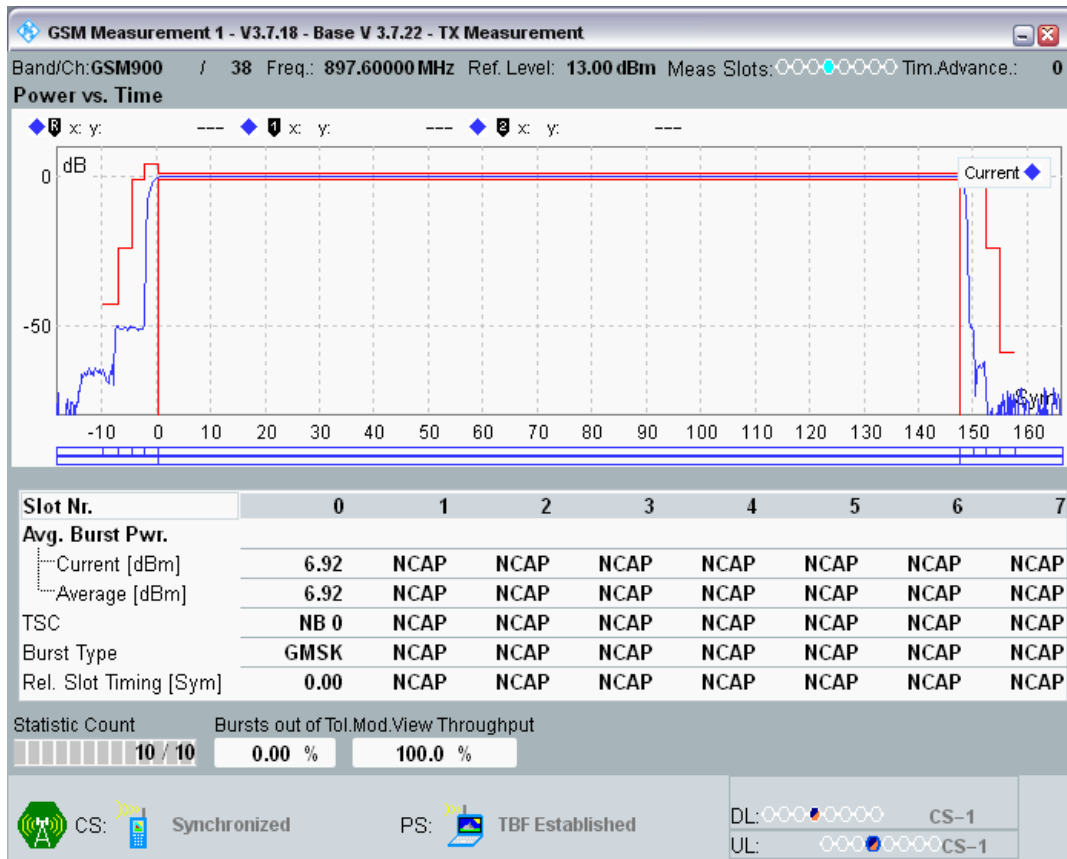 GSM Measurement 1 - V3.7.18 - Base V 3.7.22 - TX Measurement
Band/Ch:GSM900 / 38 Freq.: 897.60000 MHz Ref. Level: 13.00 dBm Meas Slots: Tim.Advance.: 0
Power vs. Time
R x: y: --- 1 x: y: --- 2 x: y: ---
dB
0
Current
-50
Sym
-10 0 10 20 30 40 50 60 70 80 90 100 110 120 130 140 150 160
Slot Nr. 0 1 2 3 4 5 6 7
Avg. Burst Pwr.
Current [dBm] 6.92 NCAP NCAP NCAP NCAP NCAP NCAP NCAP
Average [dBm] 6.92 NCAP NCAP NCAP NCAP NCAP NCAP NCAP
TSC NB 0 NCAP NCAP NCAP NCAP NCAP NCAP NCAP
Burst Type GMSK NCAP NCAP NCAP NCAP NCAP NCAP NCAP
Rel. Slot Timing [Sym] 0.00 NCAP NCAP NCAP NCAP NCAP NCAP NCAP
Statistic Count Bursts out of Tol.Mod.View Throughput
10 / 10 0.00 % 100.0 %
CS: Synchronized PS: TBF Established
DL: CS-1
UL: CS-1